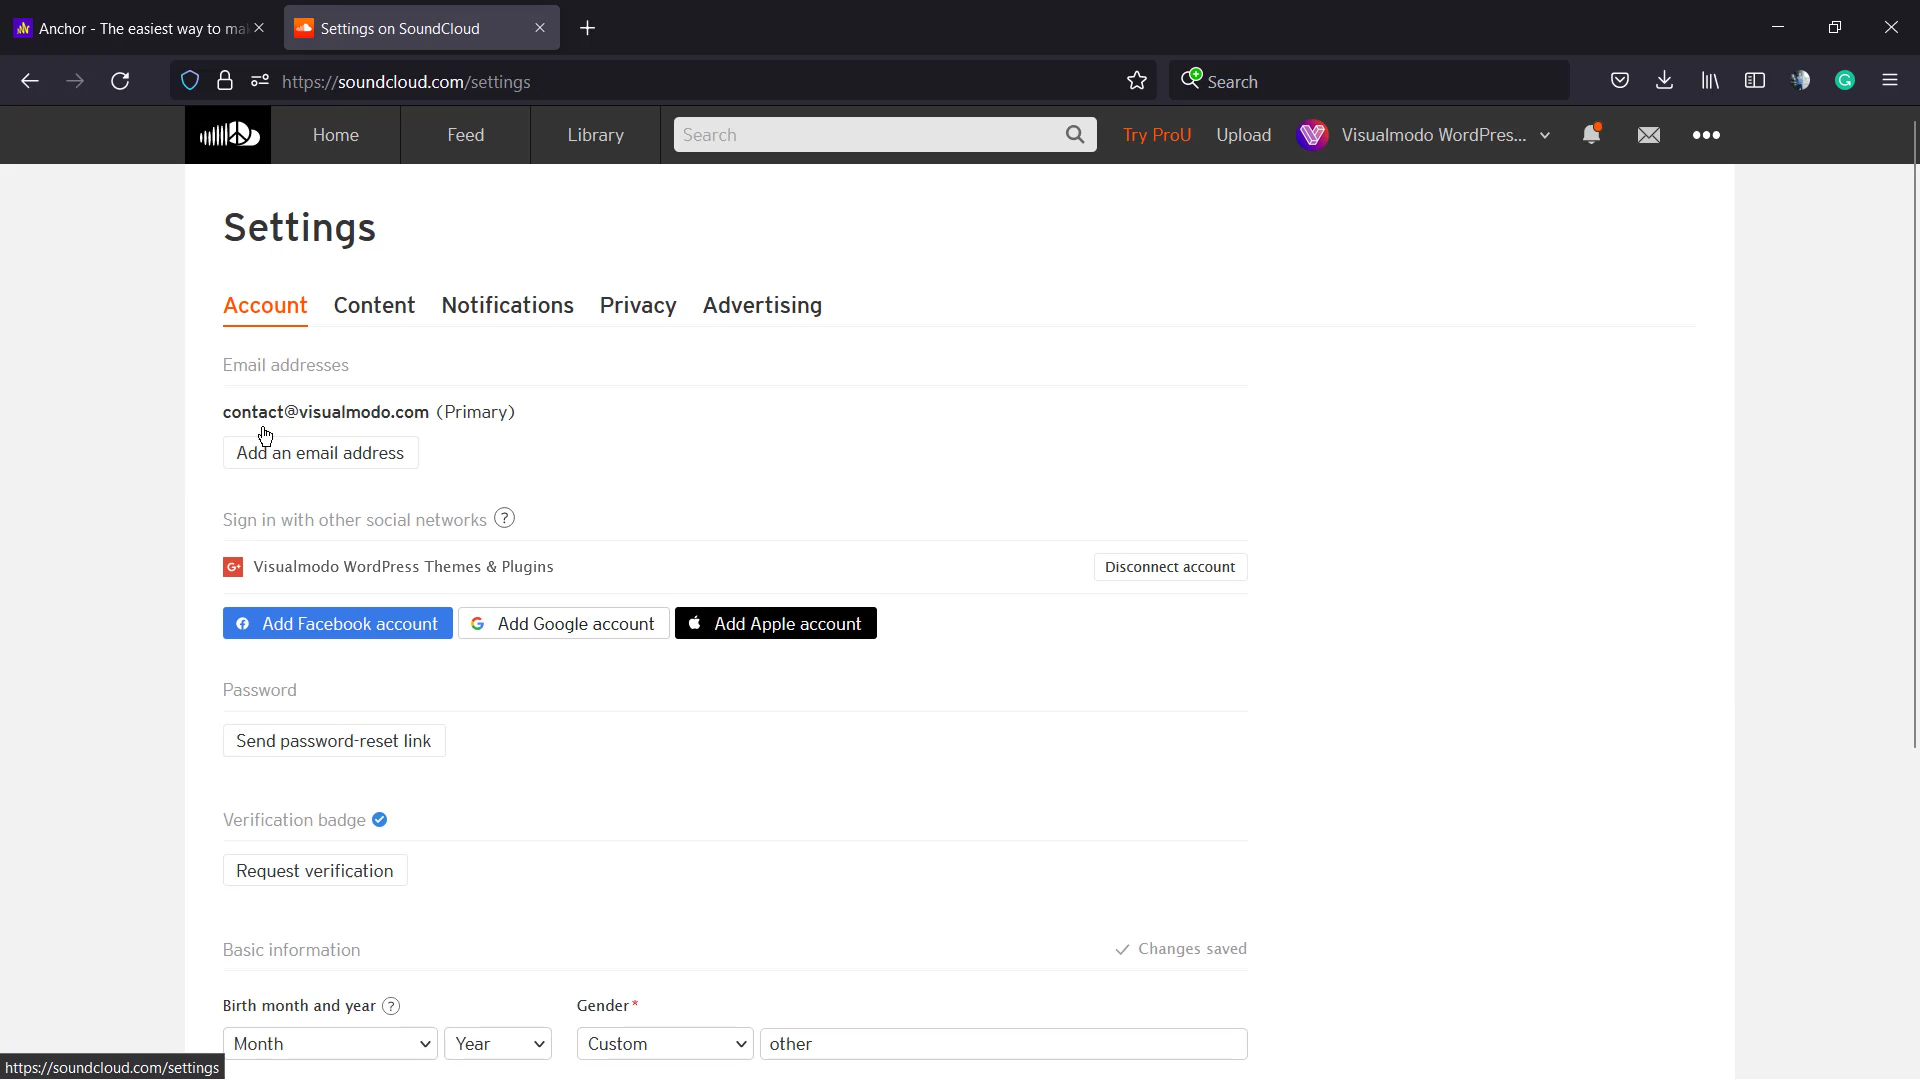 Anchor - The easiest way to ma
Settings on SoundCloud
https://soundcloud.com/settings
Search
Home
Feed
Library
Search
Try ProU
Upload
Visualmodo WordPres...
Settings
Account
Content
Notifications
Privacy
Advertising
Email addresses
contact@visualmodo.com (Primary)
Add an email address
Sign in with other social networks ?
G+ Visualmodo WordPress Themes & Plugins
Disconnect account
Add Facebook account
G Add Google account
Add Apple account
Password
Send password-reset link
Verification badge
Request verification
Basic information
Changes saved
Birth month and year ?
Gender*
Month
Year
Custom
other
https://soundcloud.com/settings